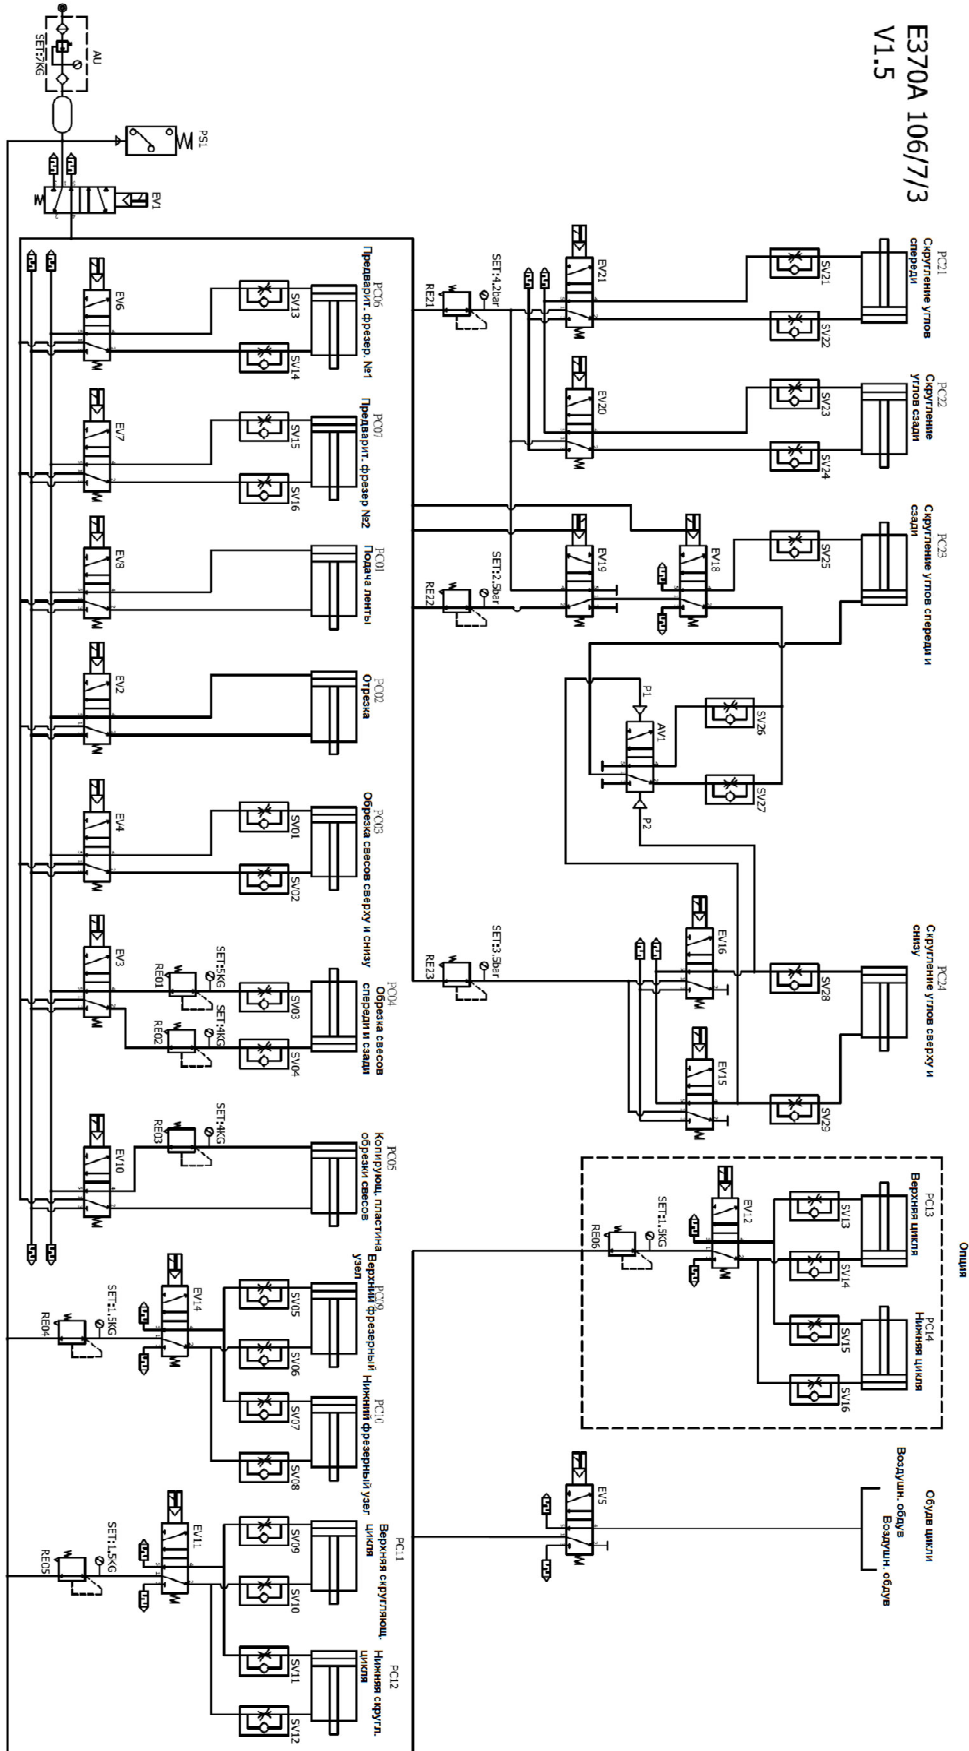 E370A 106/7/3
V1.5
PC21
Скругление углов
спереди
PC22
Скругление
углов сзади
PC23
Скругление углов спереди и
сзади
PC24
Скругление углов сверху и
снизу
Опция
PC13
Верхняя цикля
PC14
Нижняя цикля
Обудв цикли
Воздушн. обдув
Воздушн. обдув
SV21
SV22
SV23
SV24
SV25
SV26
SV27
SV28
SV29
SV13
SV14
SV15
SV16
EV21
EV20
EV19
EV18
AV1
P1
P2
EV16
EV15
EV12
EV5
SET:4.2bar
RE21
SET:2.5bar
RE22
SET:3.5bar
RE23
SET:1.5KG
RE06
AU
SET:7KG
PS1
EV1
PC06
Предварит. фрезер. №1
PC07
Предварит. фрезер №2
PC01
Подача ленты
PC02
Отрезка
PC03
Обрезка свесов сверху и снизу
PC04
Обрезка свесов
спереди и сзади
PC05
Копирующ. пластина
обрезки свесов
PC09
Верхний фрезерный
узел
PC10
Нижний фрезерный узел
PC11
Верхняя скругляющ.
цикля
PC12
Нижняя скругл.
цикля
SV13
SV14
SV15
SV16
SV01
SV02
SV03
SV04
SV05
SV06
SV07
SV08
SV09
SV10
SV11
SV12
SET:5KG
RE01
SET:4KG
RE02
SET:4KG
RE03
EV6
EV7
EV8
EV2
EV4
EV3
EV10
EV14
EV11
SET:1.5KG
RE04
SET:1.5KG
RE05